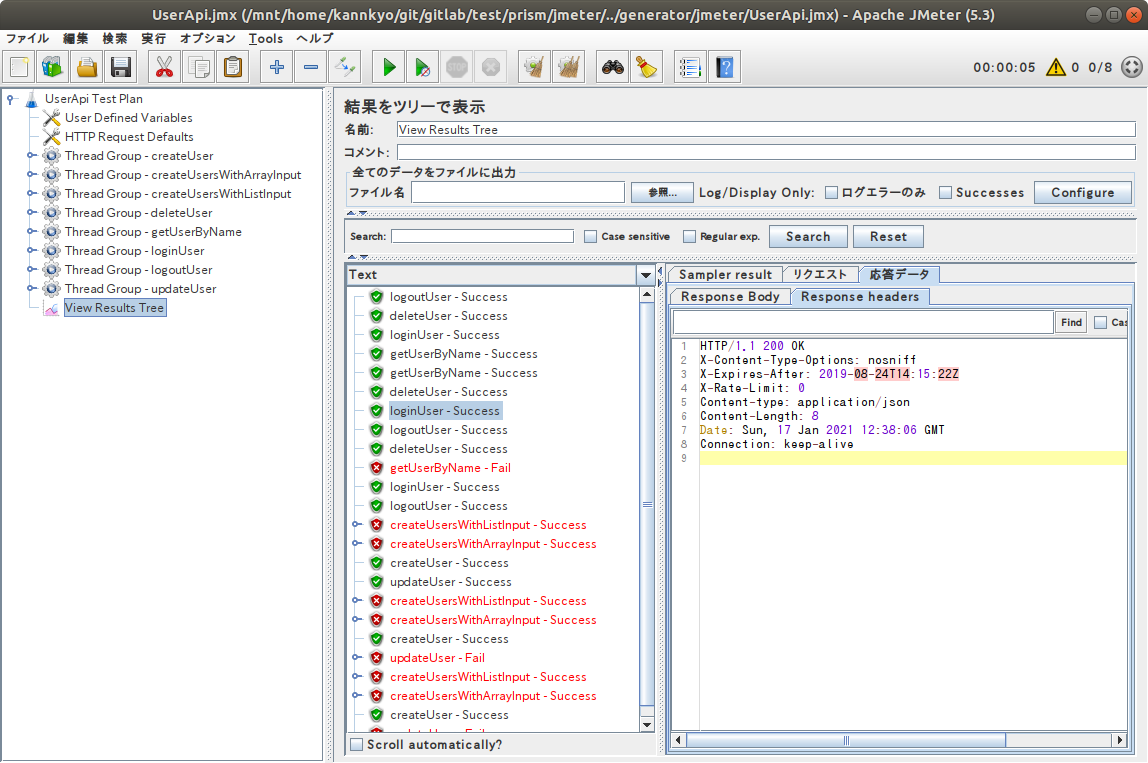 UserApi.jmx (/mnt/home/kannkyo/git/gitlab/test/prism/jmeter/../generator/jmeter/UserApi.jmx) - Apache JMeter (5.3)
ファイル 編集 検索 実行 オプション Tools ヘルプ
STOP
00:00:05 0 0/8
UserApi Test Plan
User Defined Variables
HTTP Request Defaults
Thread Group - createUser
Thread Group - createUsersWithArrayInput
Thread Group - createUsersWithListInput
Thread Group - deleteUser
Thread Group - getUserByName
Thread Group - loginUser
Thread Group - logoutUser
Thread Group - updateUser
View Results Tree
結果をツリーで表示
名前: View Results Tree
コメント:
全てのデータをファイルに出力
ファイル名 参照... Log/Display Only: ログエラーのみ Successes Configure
Search: Case sensitive Regular exp. Search Reset
Text
logoutUser - Success
deleteUser - Success
loginUser - Success
getUserByName - Success
getUserByName - Success
deleteUser - Success
loginUser - Success
logoutUser - Success
deleteUser - Success
getUserByName - Fail
loginUser - Success
logoutUser - Success
createUsersWithListInput - Success
createUsersWithArrayInput - Success
createUser - Success
updateUser - Success
createUsersWithListInput - Success
createUsersWithArrayInput - Success
createUser - Success
updateUser - Fail
createUsersWithListInput - Success
createUsersWithArrayInput - Success
createUser - Success
Scroll automatically?
Sampler result リクエスト 応答データ
Response Body Response headers
Find Cas
1 HTTP/1.1 200 OK
2 X-Content-Type-Options: nosniff
3 X-Expires-After: 2019-08-24T14:15:22Z
4 X-Rate-Limit: 0
5 Content-type: application/json
6 Content-Length: 8
7 Date: Sun, 17 Jan 2021 12:38:06 GMT
8 Connection: keep-alive
9